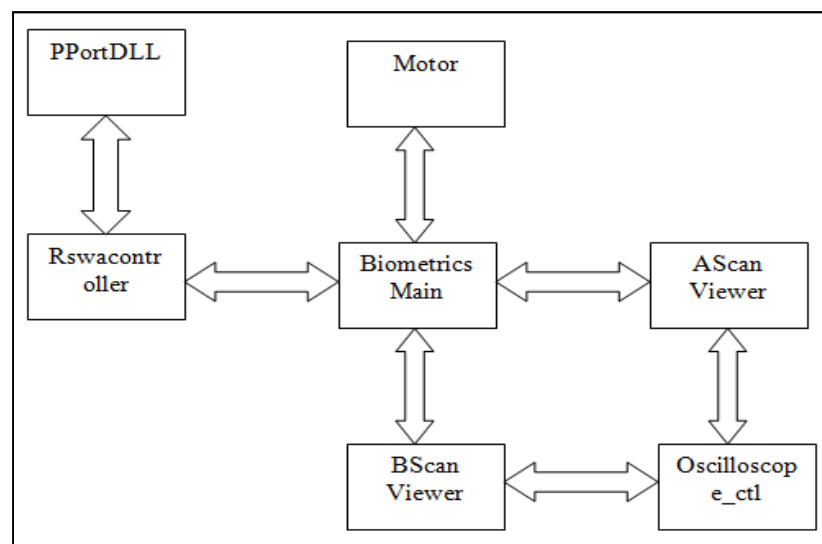 PPortDLL
Motor
Rswacontr
oller
Biometrics
Main
AScan
Viewer
BScan
Viewer
Oscilloscop
e_ctl